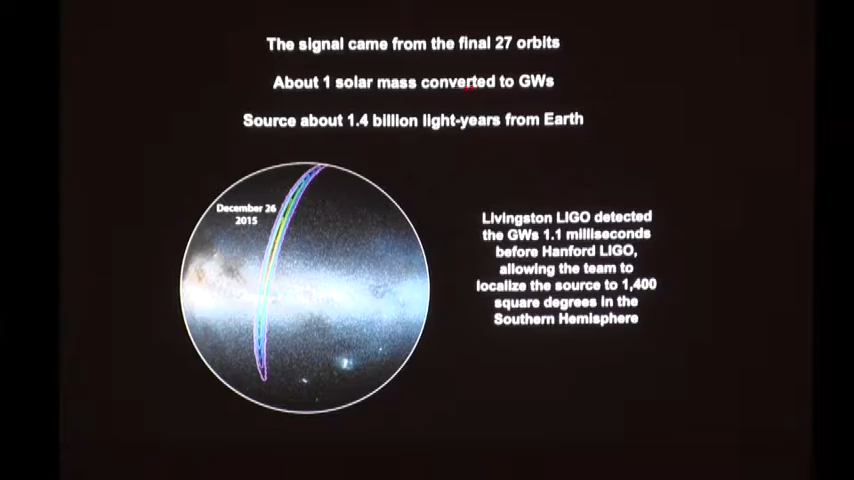 The signal came from the final 27 orbits
About 1 solar mass converted to GWs
Source about 1.4 billion light-years from Earth
December 26
2015
Livingston LIGO detected
the GWs 1.1 milliseconds
before Hanford LIGO,
allowing the team to
localize the source to 1,400
square degrees in the
Southern Hemisphere